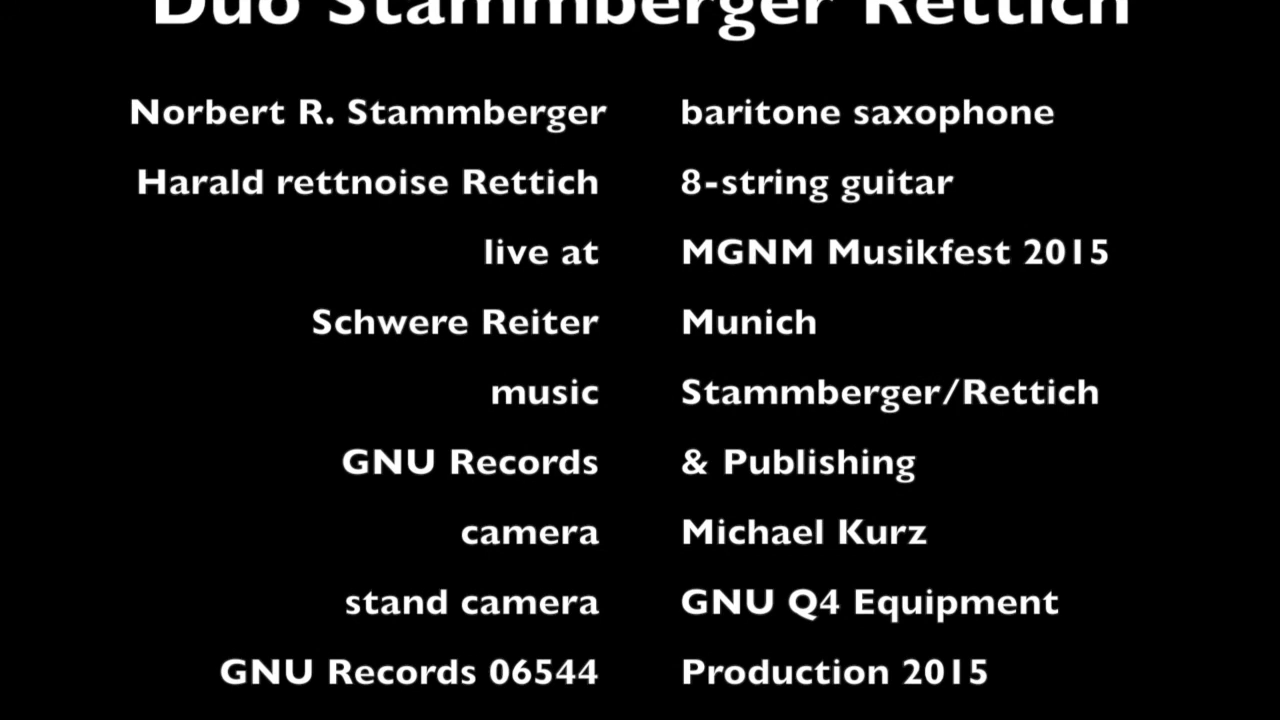 Duo Stammberger Rettich
Norbert R. Stammberger baritone saxophone
Harald rettnoise Rettich 8-string guitar
live at MGNM Musikfest 2015
Schwere Reiter Munich
music Stammberger/Rettich
GNU Records & Publishing
camera Michael Kurz
stand camera GNU Q4 Equipment
GNU Records 06544 Production 2015